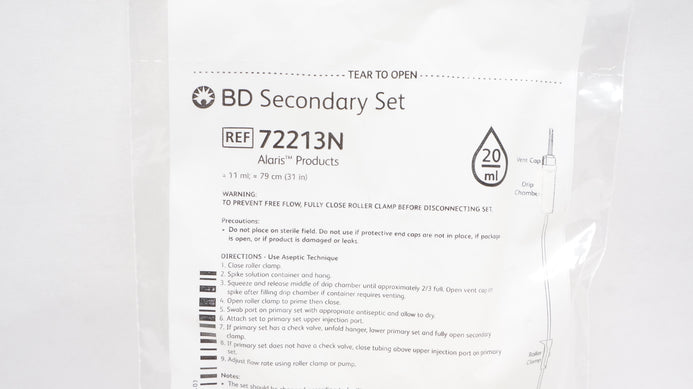 TEAR TO OPEN
BD Secondary Set
REF 72213N
Alaris™ Products
≈ 11 ml; ≈ 79 cm (31 in)
20
ml
Vent Cap
Drip
Chamber
WARNING:
TO PREVENT FREE FLOW, FULLY CLOSE ROLLER CLAMP BEFORE DISCONNECTING SET.
Precautions:
• Do not place on sterile field. Do not use if protective end caps are not in place, if package
is open, or if product is damaged or leaks.
DIRECTIONS - Use Aseptic Technique
1. Close roller clamp.
2. Spike solution container and hang.
3. Squeeze and release middle of drip chamber until approximately 2/3 full. Open vent cap if
spike after filling drip chamber if container requires venting.
4. Open roller clamp to prime then close.
5. Swab port on primary set with appropriate antiseptic and allow to dry.
6. Attach set to primary set upper injection port.
7. If primary set has a check valve, unfold hanger, lower primary set and fully open secondary
clamp.
8. If primary set does not have a check valve, close tubing above upper injection port on primary
set.
9. Adjust flow rate using roller clamp or pump.
Roller
Clamp
Notes:
• The set should be